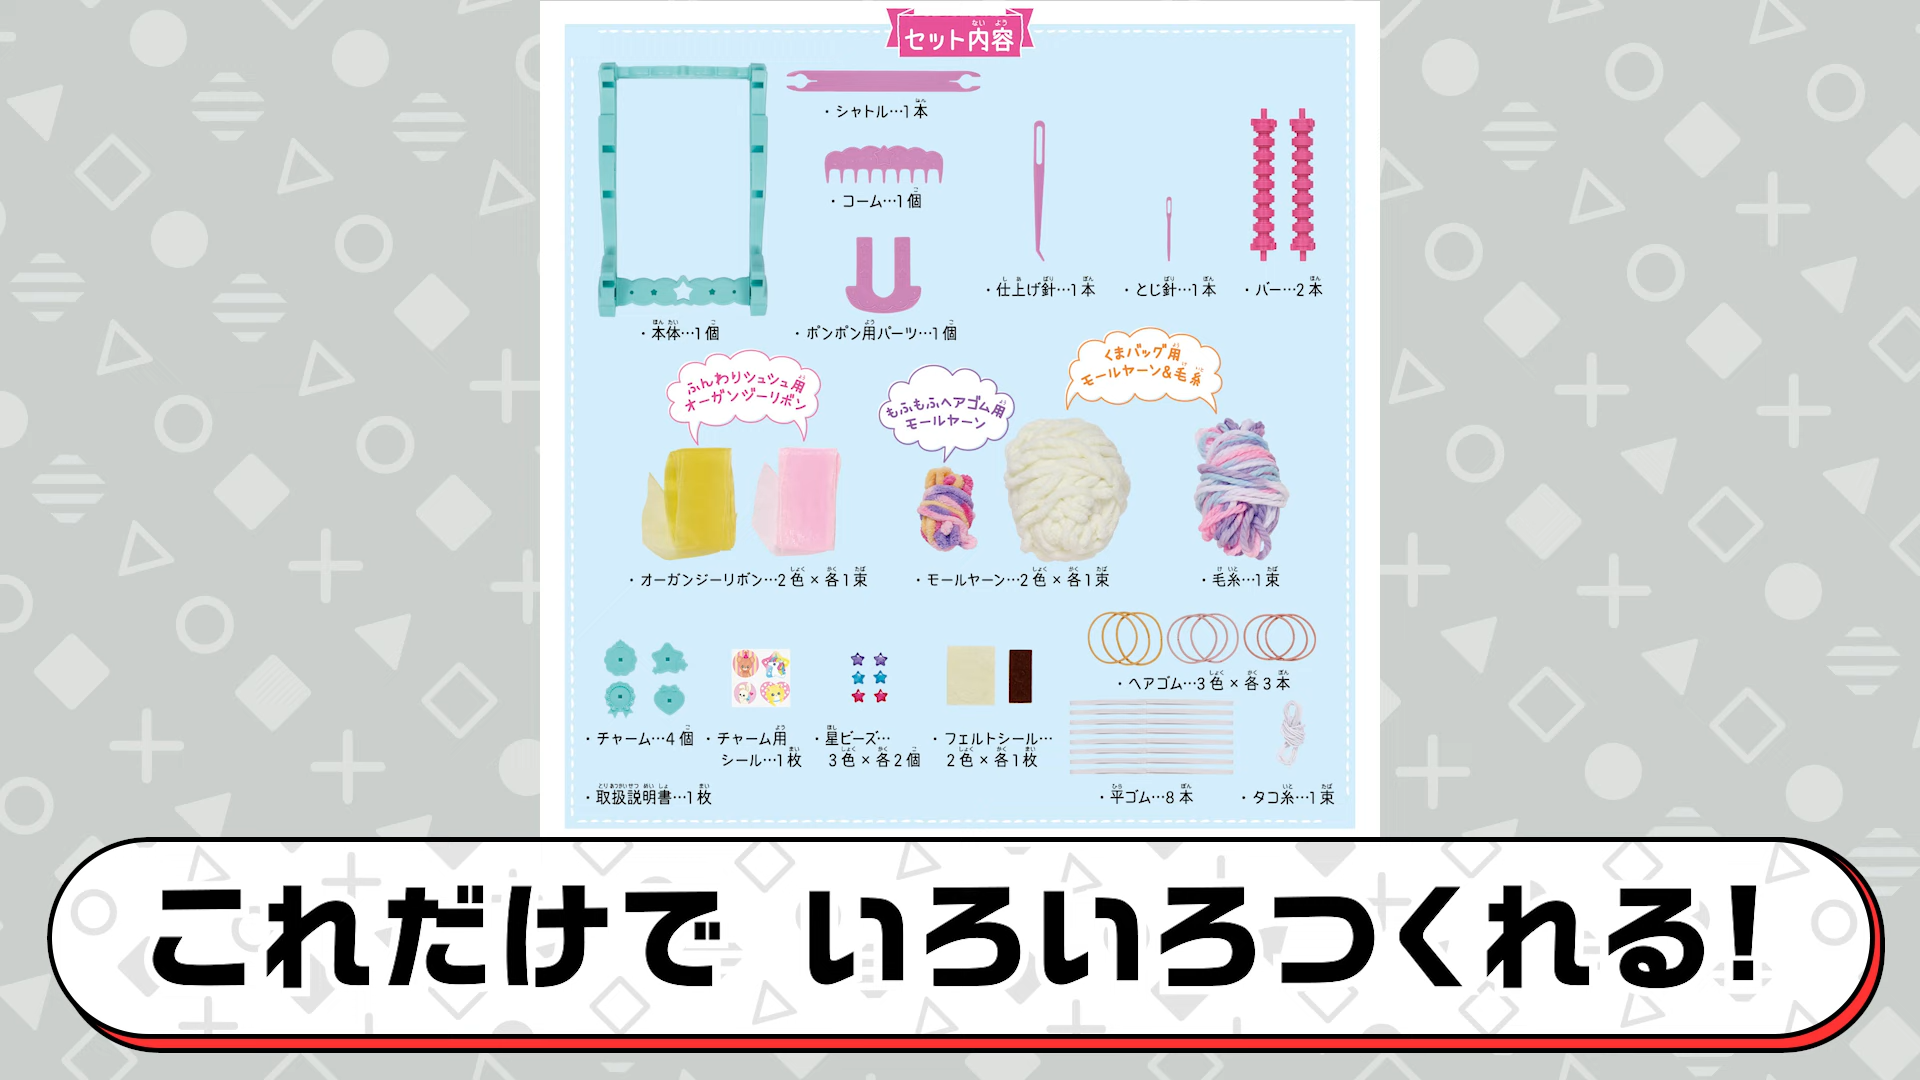 セット内容
・シャトル…1本
・コーム…1個
・本体…1個
・ポンポン用パーツ…1個
・仕上げ針…1本
・とじ針…1本
・バー…2本
ふんわりシュシュ用
オーガンジーリボン
もふもふヘアゴム用
モールヤーン
くまバッグ用
モールヤーン&毛糸
・オーガンジーリボン…2色×各1束
・モールヤーン…2色×各1束
・毛糸…1束
・ヘアゴム…3色×各3本
・チャーム…4個
・チャーム用
シール…1枚
・星ビーズ…
3色×各2個
・フェルトシール…
2色×各1枚
・取扱説明書…1枚
・平ゴム…8本
・タコ糸…1束
これだけで いろいろつくれる!